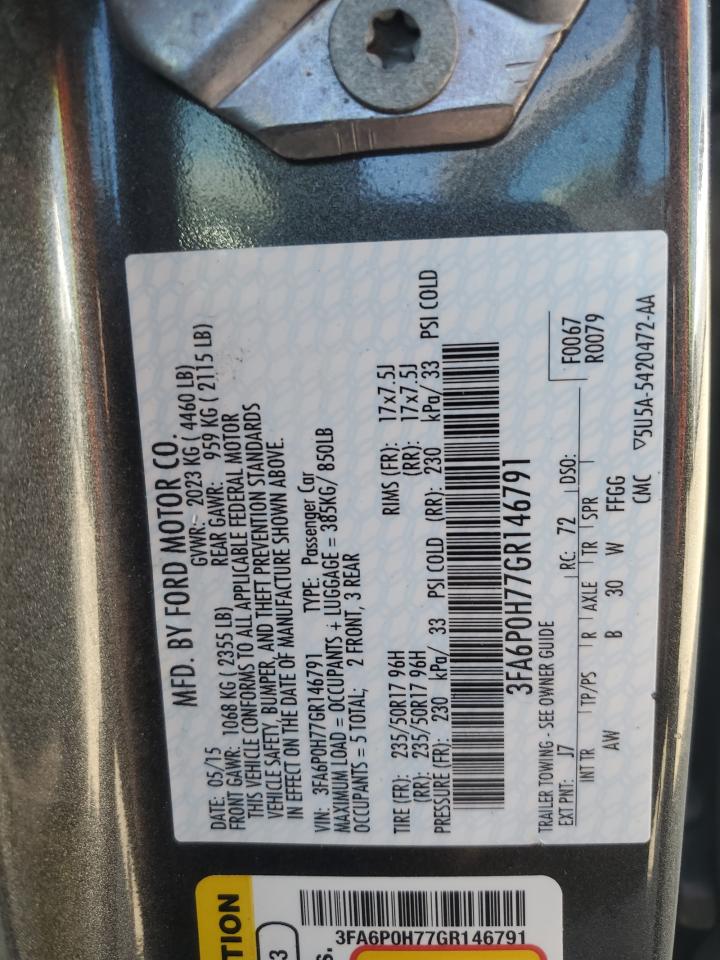 MFD. BY FORD MOTOR CO.
DATE: 05/15 GVWR: 2023 KG ( 4460 LB)
FRONT GAWR: 1068 KG ( 2355 LB) REAR GAWR: 959 KG ( 2115 LB)
THIS VEHICLE CONFORMS TO ALL APPLICABLE FEDERAL MOTOR
VEHICLE SAFETY, BUMPER, AND THEFT PREVENTION STANDARDS
IN EFFECT ON THE DATE OF MANUFACTURE SHOWN ABOVE.
VIN: 3FA6P0H77GR146791 TYPE: Passenger Car
MAXIMUM LOAD = OCCUPANTS + LUGGAGE = 385KG/ 850LB
OCCUPANTS = 5 TOTAL; 2 FRONT, 3 REAR
TIRE (FR): 235/50R17 96H RIMS (FR): 17x7.5J
(RR): 235/50R17 96H (RR): 17x7.5J
PRESSURE (FR): 230 kPa/ 33 PSI COLD (RR): 230 kPa/ 33 PSI COLD
3FA6P0H77GR146791
TRAILER TOWING - SEE OWNER GUIDE F0067
EXT PNT: J7 RC: 72 DSO: R0079
INT TR TP/PS R AXLE TR SPR
AW B 30 W FFGG
CMC ▽5U5A-5420472-AA
TION
3
S.
3FA6P0H77GR146791